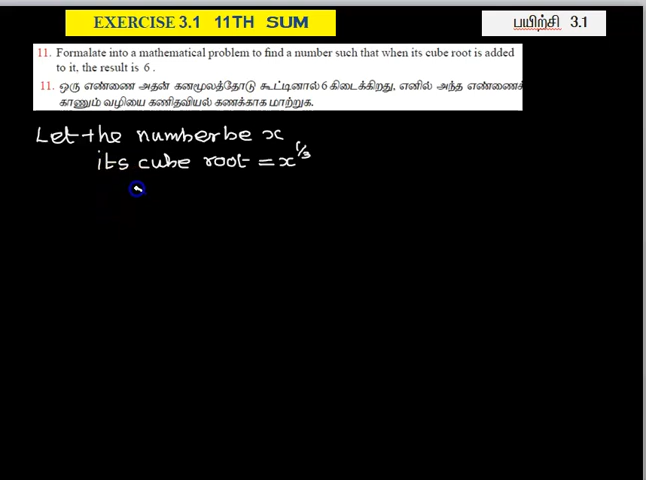 EXERCISE 3.1 11TH SUM
பயிற்சி 3.1
11. Formalate into a mathematical problem to find a number such that when its cube root is added
to it, the result is 6 .
11. ஒரு எண்ணை அதன் கனமூலத்தோடு கூட்டினால் 6 கிடைக்கிறது, எனில் அந்த எண்ணைக்
காணும் வழியை கணிதவியல் கணக்காக மாற்றுக.
Let the number be x
its cube root = x^1/3